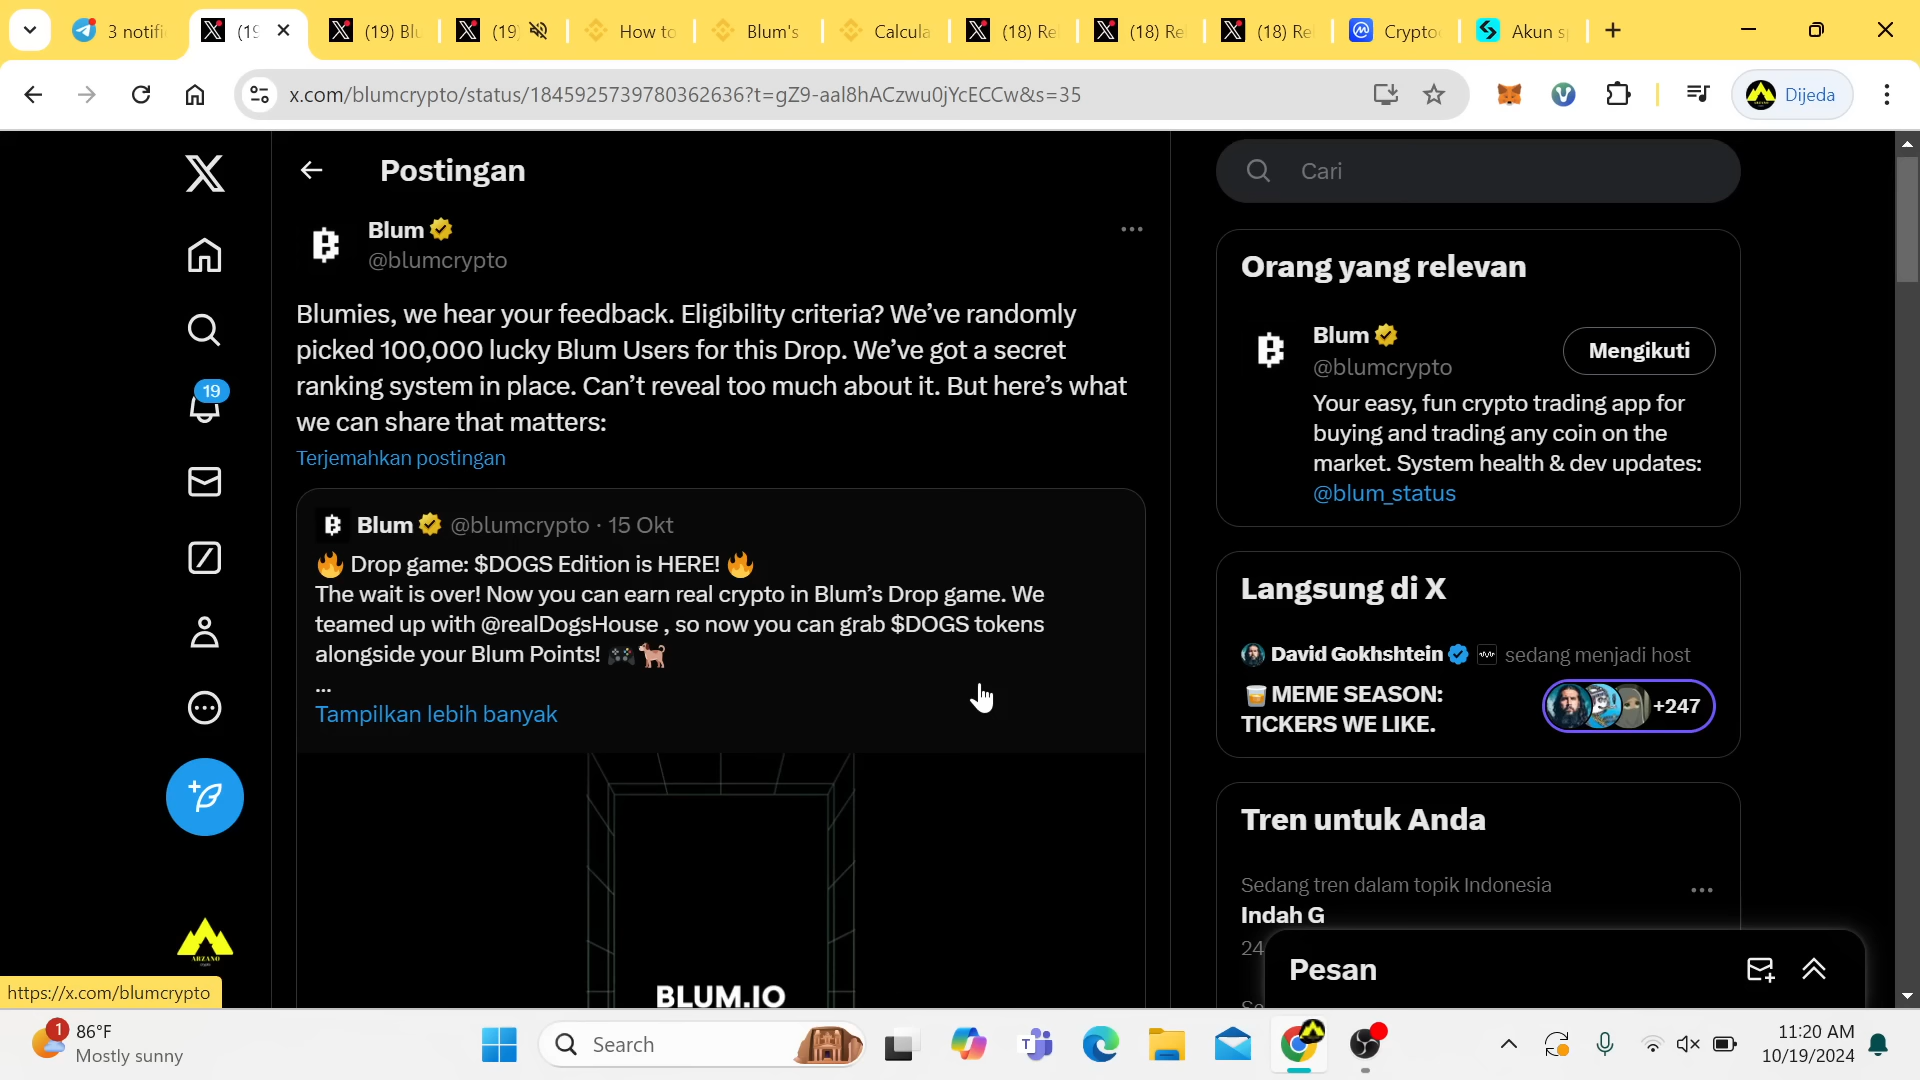 3 notifi
(19
(19) Blu
(19)
How to
Blum's
Calcula
(18) Re
(18) Re
(18) Re
Crypto
Akun s
x.com/blumcrypto/status/1845925739780362636?t=gZ9-aal8hACzwu0jYcECCw&s=35
Dijeda
Postingan
Blum
@blumcrypto
Blumies, we hear your feedback. Eligibility criteria? We’ve randomly
picked 100,000 lucky Blum Users for this Drop. We’ve got a secret
ranking system in place. Can’t reveal too much about it. But here’s what
we can share that matters:
Terjemahkan postingan
Blum @blumcrypto · 15 Okt
🔥 Drop game: $DOGS Edition is HERE! 🔥
The wait is over! Now you can earn real crypto in Blum’s Drop game. We
teamed up with @realDogsHouse , so now you can grab $DOGS tokens
alongside your Blum Points! 🎮🐕
...
Tampilkan lebih banyak
BLUM.IO
19
ARZANO
https://x.com/blumcrypto
Cari
Orang yang relevan
Blum
@blumcrypto
Mengikuti
Your easy, fun crypto trading app for
buying and trading any coin on the
market. System health & dev updates:
@blum_status
Langsung di X
David Gokhshtein sedang menjadi host
🥃MEME SEASON:
TICKERS WE LIKE.
+247
Tren untuk Anda
Sedang tren dalam topik Indonesia
Indah G
24
Pesan
1
86°F
Mostly sunny
Search
11:20 AM
10/19/2024